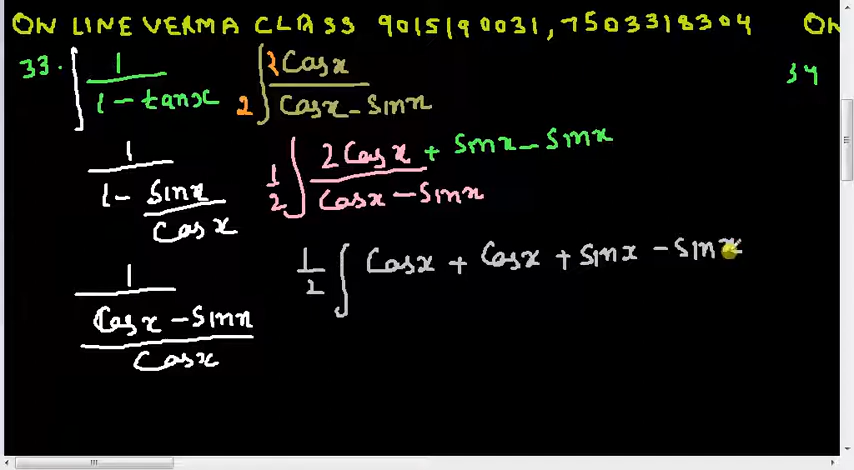 ON LINE VERMA CLASS 9015190031, 7503318304 ON
33. ∫ 1 / (1 - tanx)
2∫ 2Cosx / (Cosx - Sinx)
34
1 / (1 - Sinx/Cosx)
1/2 ∫ 2Cosx + Sinx - Sinx / (Cosx - Sinx)
1/2 ∫ Cosx + Cosx + Sinx - Sinx
1 / ((Cosx - Sinx) / Cosx)